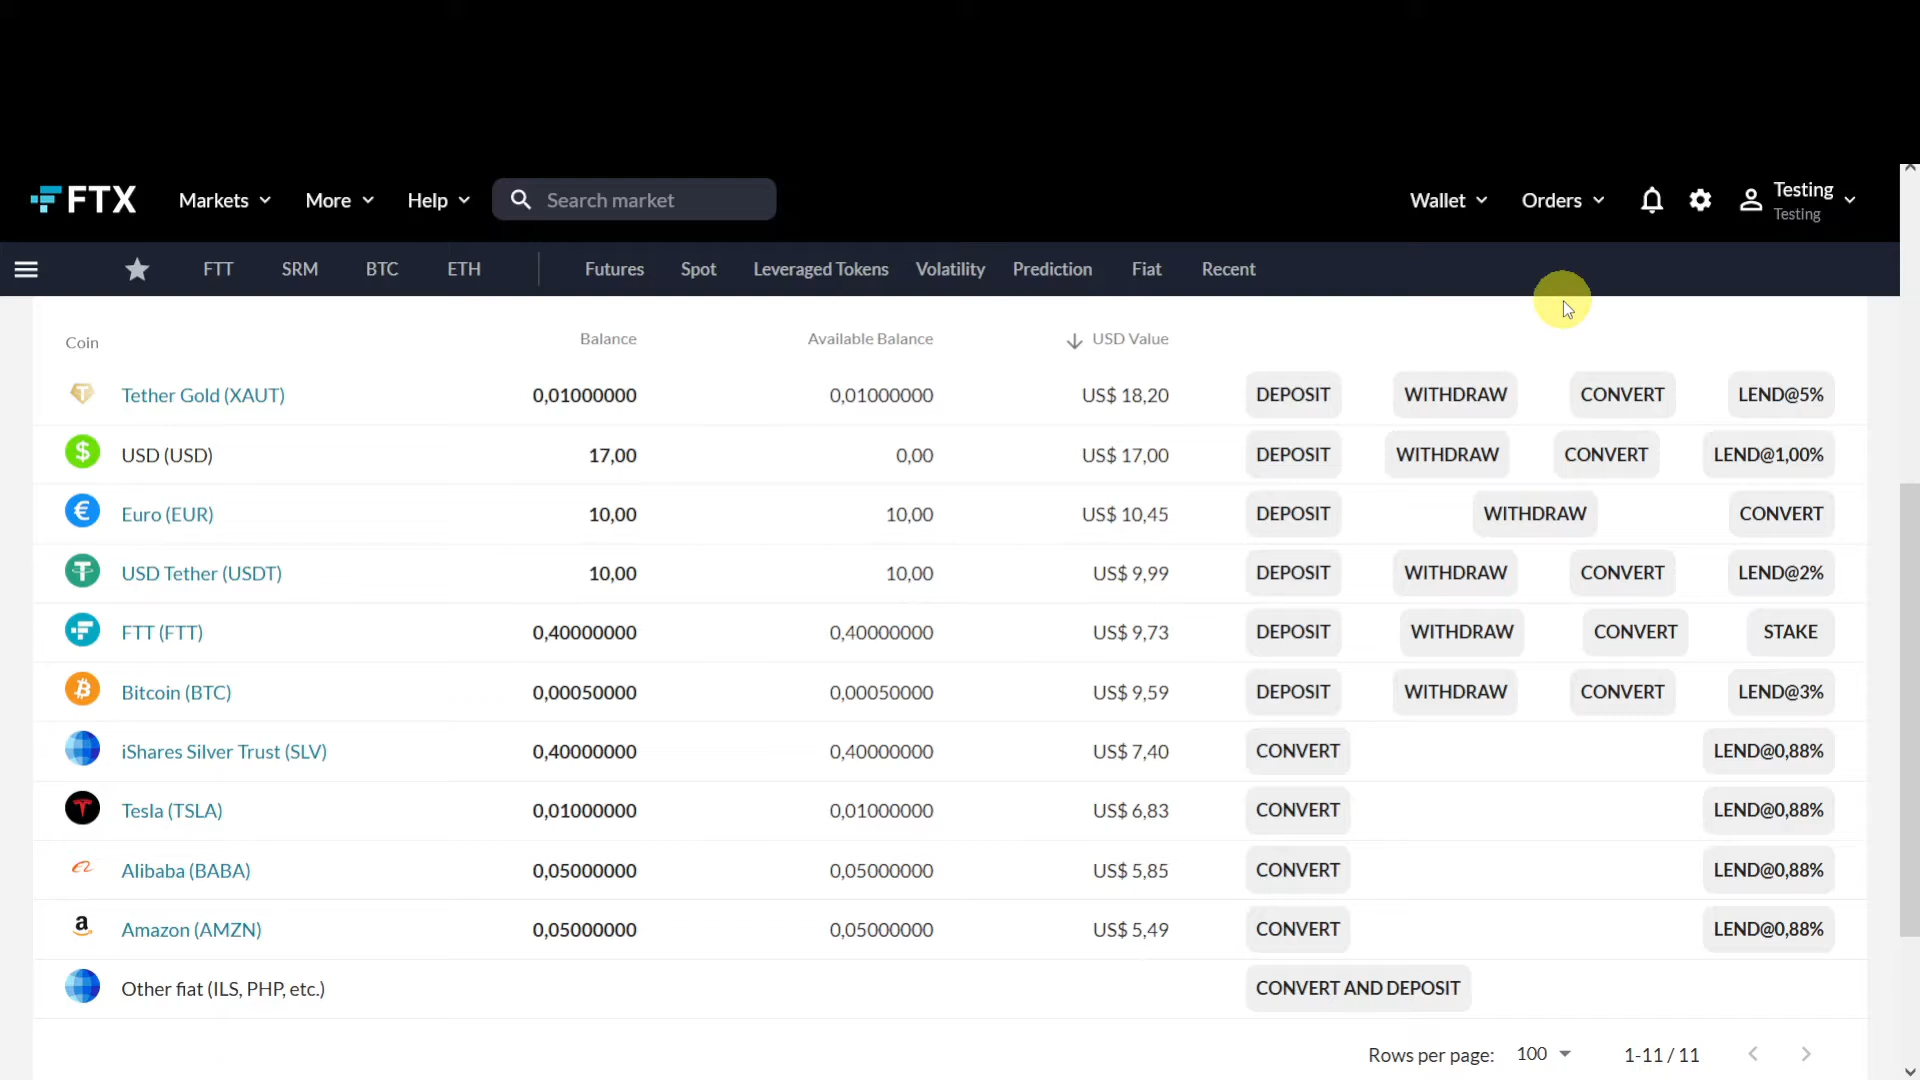 FTX Markets More Help Search market Wallet Orders Testing
Testing
FTT SRM BTC ETH Futures Spot Leveraged Tokens Volatility Prediction Fiat Recent
Coin Balance Available Balance USD Value
Tether Gold (XAUT) 0,01000000 0,01000000 US$ 18,20 DEPOSIT WITHDRAW CONVERT LEND@5%
$ USD (USD) 17,00 0,00 US$ 17,00 DEPOSIT WITHDRAW CONVERT LEND@1,00%
€ Euro (EUR) 10,00 10,00 US$ 10,45 DEPOSIT WITHDRAW CONVERT
USD Tether (USDT) 10,00 10,00 US$ 9,99 DEPOSIT WITHDRAW CONVERT LEND@2%
FTT (FTT) 0,40000000 0,40000000 US$ 9,73 DEPOSIT WITHDRAW CONVERT STAKE
Bitcoin (BTC) 0,00050000 0,00050000 US$ 9,59 DEPOSIT WITHDRAW CONVERT LEND@3%
iShares Silver Trust (SLV) 0,40000000 0,40000000 US$ 7,40 CONVERT LEND@0,88%
Tesla (TSLA) 0,01000000 0,01000000 US$ 6,83 CONVERT LEND@0,88%
Alibaba (BABA) 0,05000000 0,05000000 US$ 5,85 CONVERT LEND@0,88%
a Amazon (AMZN) 0,05000000 0,05000000 US$ 5,49 CONVERT LEND@0,88%
Other fiat (ILS, PHP, etc.) CONVERT AND DEPOSIT
Rows per page: 100 1-11 / 11